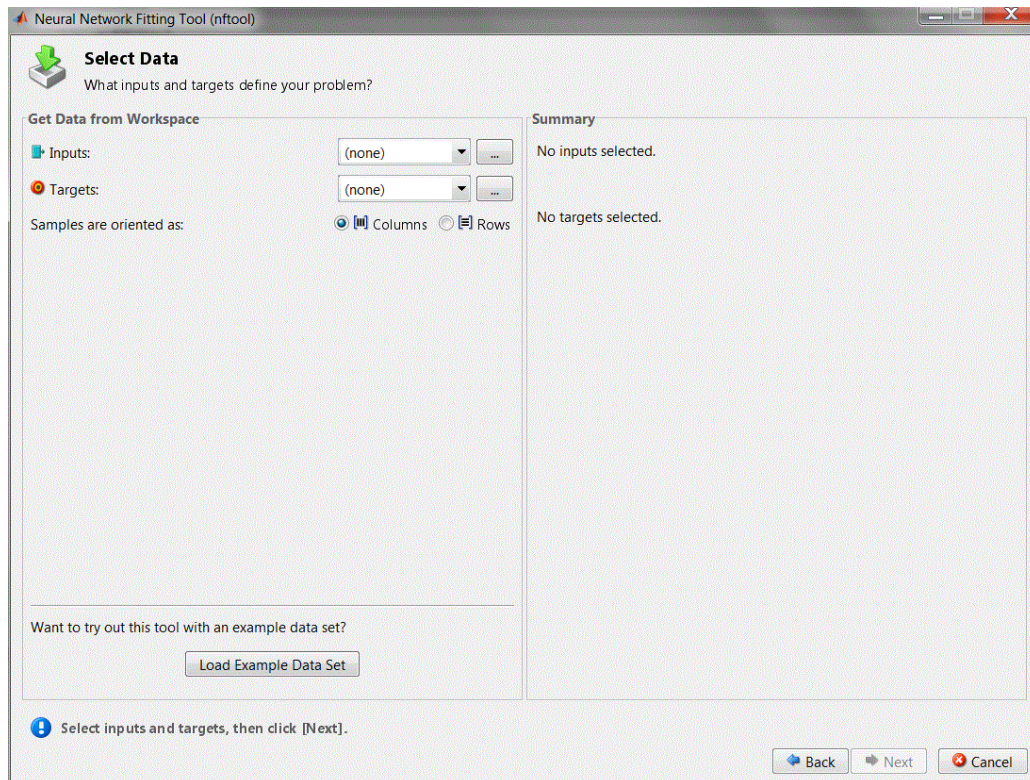 Neural Network Fitting Tool (nftool)
Select Data
What inputs and targets define your problem?
Get Data from Workspace
Inputs: (none) ...
Targets: (none) ...
Samples are oriented as: Columns Rows
Summary
No inputs selected.
No targets selected.
Want to try out this tool with an example data set?
Load Example Data Set
Select inputs and targets, then click [Next].
Back Next Cancel